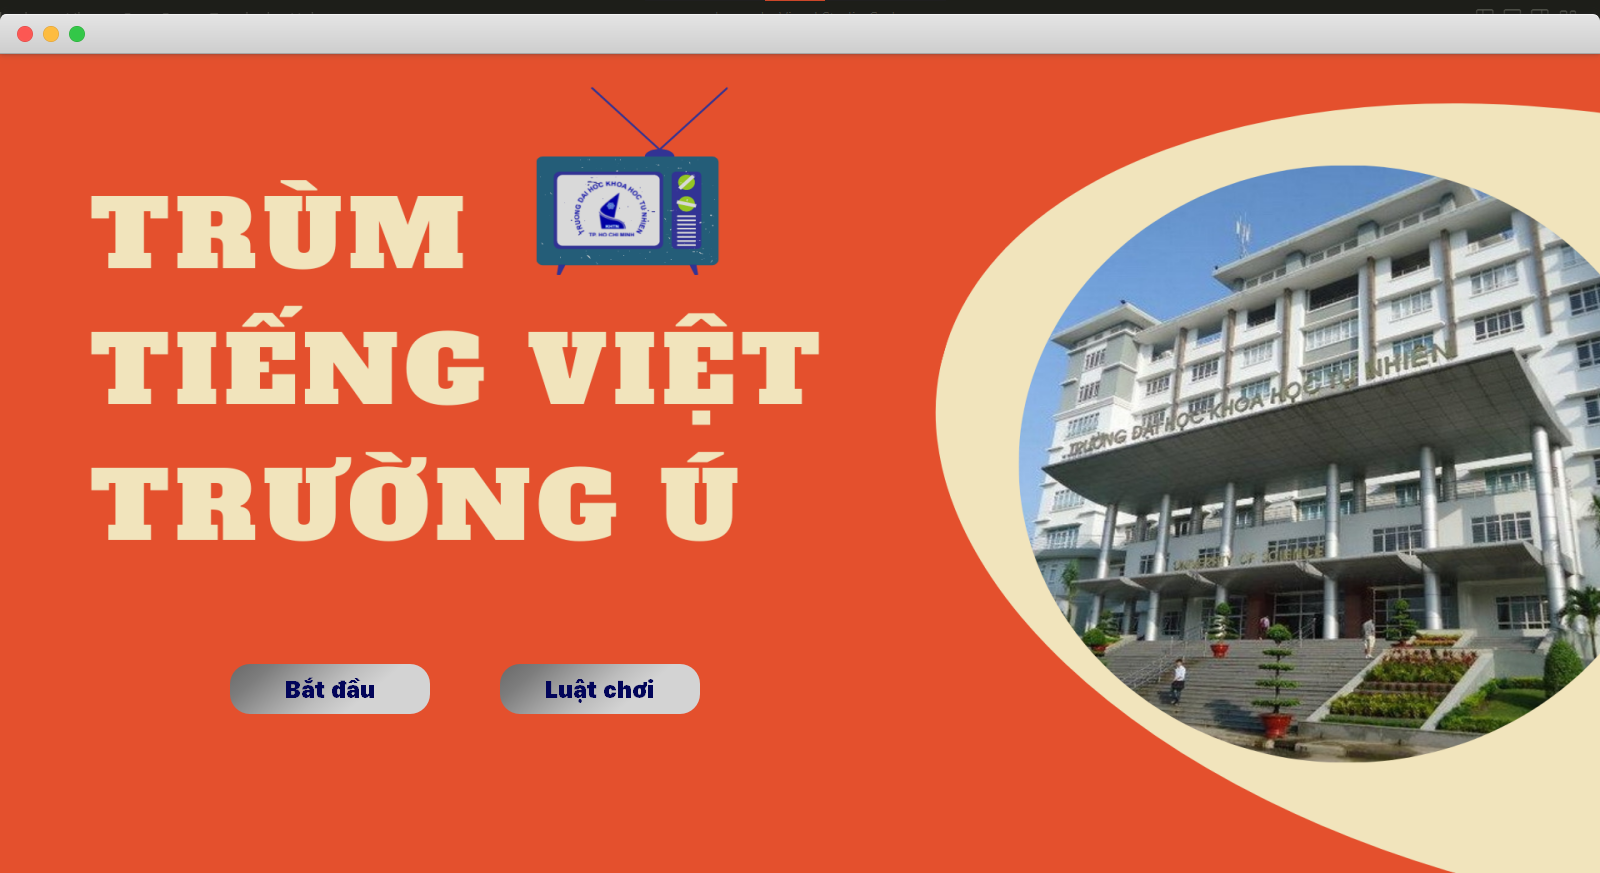 TRÙM
TRƯỜNG ĐẠI HỌC KHOA HỌC TỰ NHIÊN
KHTN
TP. HỒ CHÍ MINH
TIẾNG VIỆT
TRƯỜNG Ú
Bắt đầu
Luật chơi
TRƯỜNG ĐẠI HỌC KHOA HỌC TỰ NHIÊN
UNIVERSITY OF SCIENCE